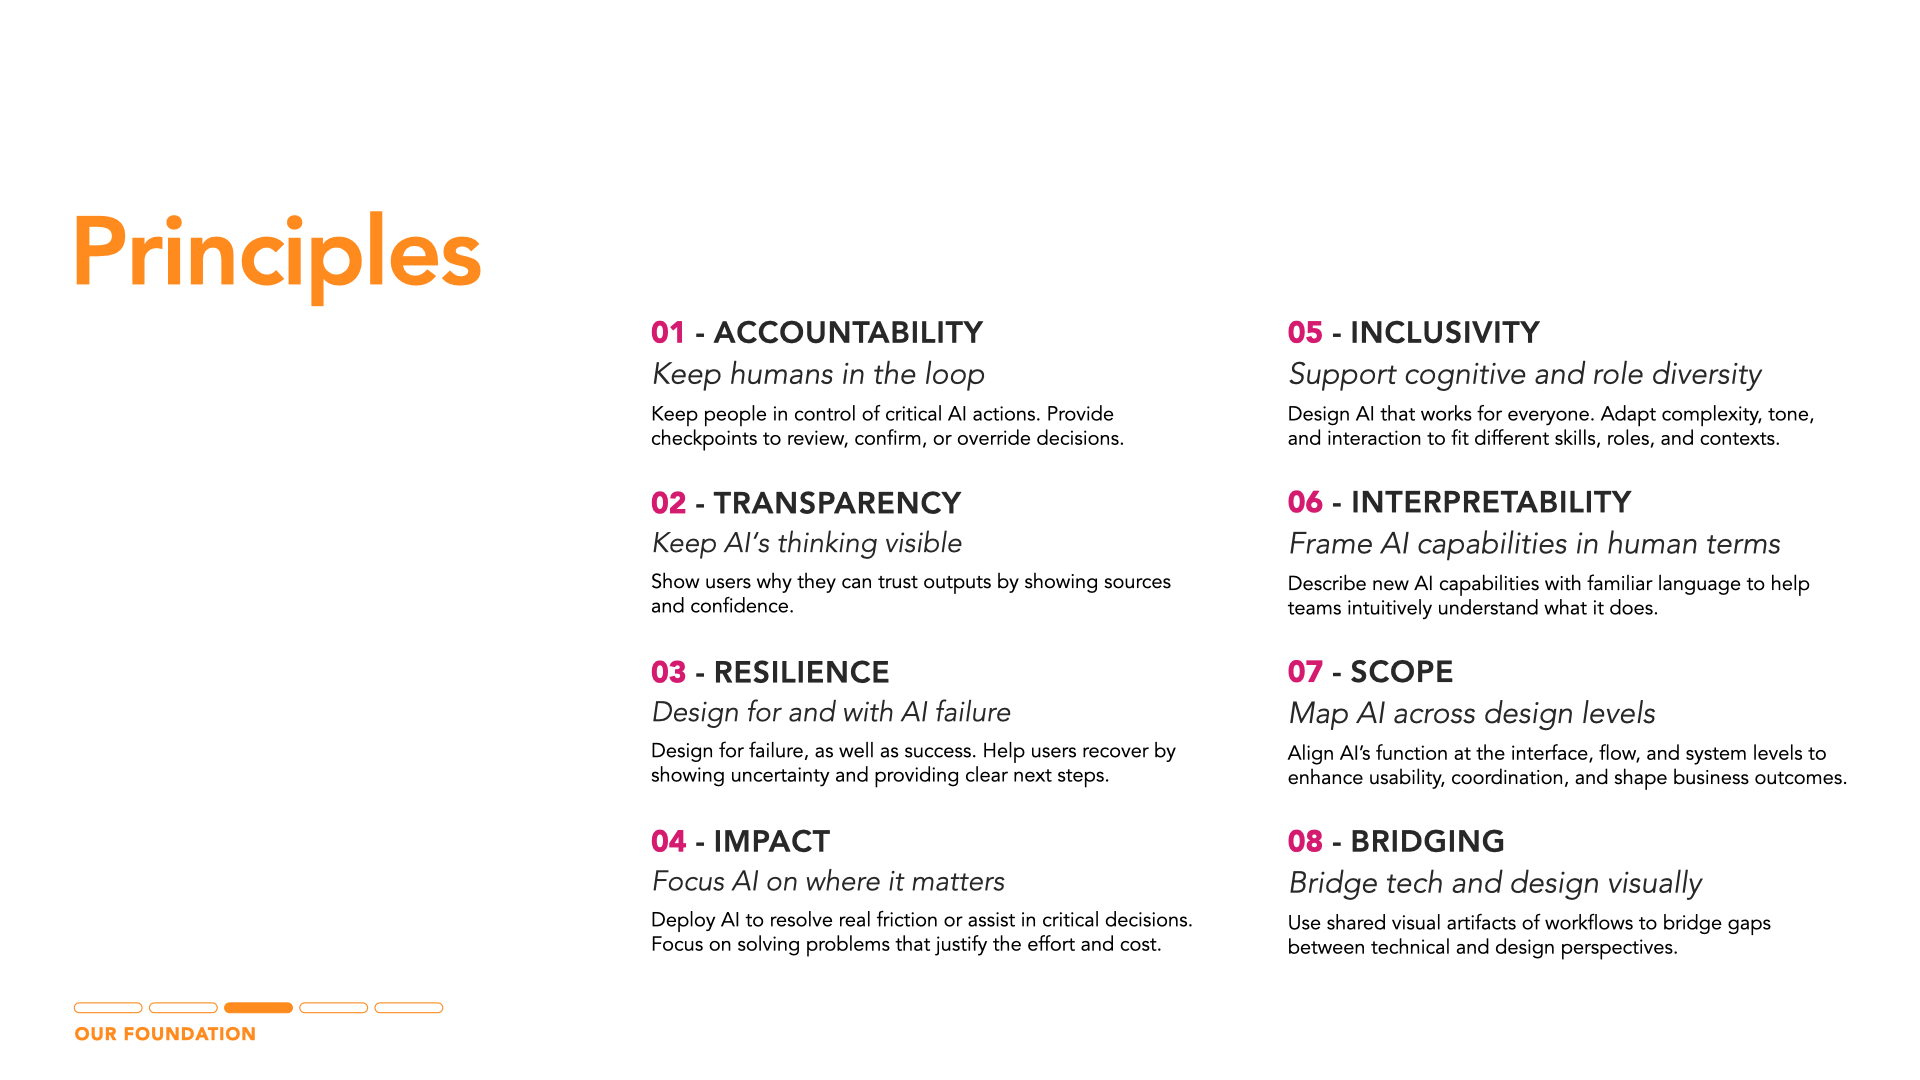 Principles
01 - ACCOUNTABILITY
Keep humans in the loop
Keep people in control of critical AI actions. Provide
checkpoints to review, confirm, or override decisions.
02 - TRANSPARENCY
Keep AI’s thinking visible
Show users why they can trust outputs by showing sources
and confidence.
03 - RESILIENCE
Design for and with AI failure
Design for failure, as well as success. Help users recover by
showing uncertainty and providing clear next steps.
04 - IMPACT
Focus AI on where it matters
Deploy AI to resolve real friction or assist in critical decisions.
Focus on solving problems that justify the effort and cost.
05 - INCLUSIVITY
Support cognitive and role diversity
Design AI that works for everyone. Adapt complexity, tone,
and interaction to fit different skills, roles, and contexts.
06 - INTERPRETABILITY
Frame AI capabilities in human terms
Describe new AI capabilities with familiar language to help
teams intuitively understand what it does.
07 - SCOPE
Map AI across design levels
Align AI’s function at the interface, flow, and system levels to
enhance usability, coordination, and shape business outcomes.
08 - BRIDGING
Bridge tech and design visually
Use shared visual artifacts of workflows to bridge gaps
between technical and design perspectives.
OUR FOUNDATION